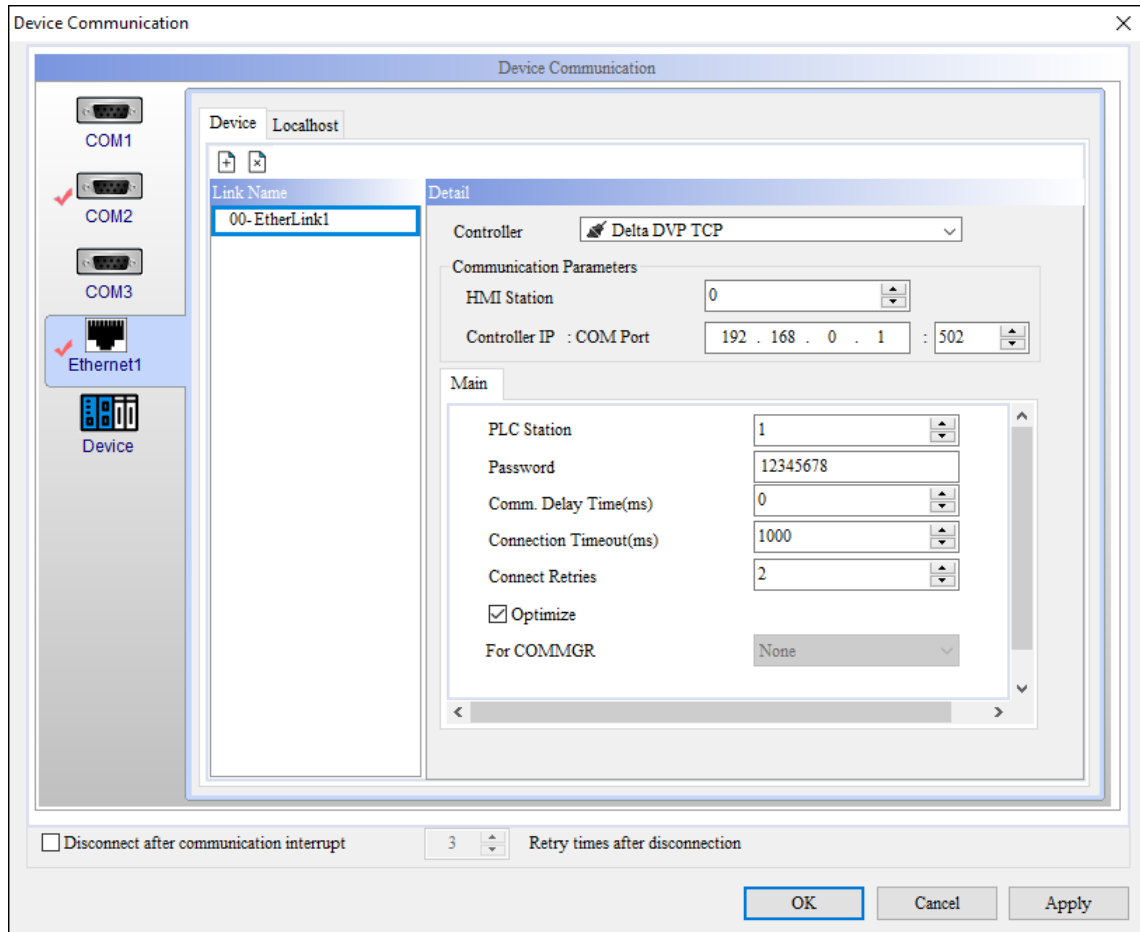 Device Communication
Device Communication
COM1
COM2
COM3
Ethernet1
Device
Device Localhost
Link Name
00-EtherLink1
Detail
Controller Delta DVP TCP
Communication Parameters
HMI Station 0
Controller IP : COM Port 192 . 168 . 0 . 1 : 502
Main
PLC Station 1
Password 12345678
Comm. Delay Time(ms) 0
Connection Timeout(ms) 1000
Connect Retries 2
Optimize
For COMMGR None
Disconnect after communication interrupt 3 Retry times after disconnection
OK Cancel Apply